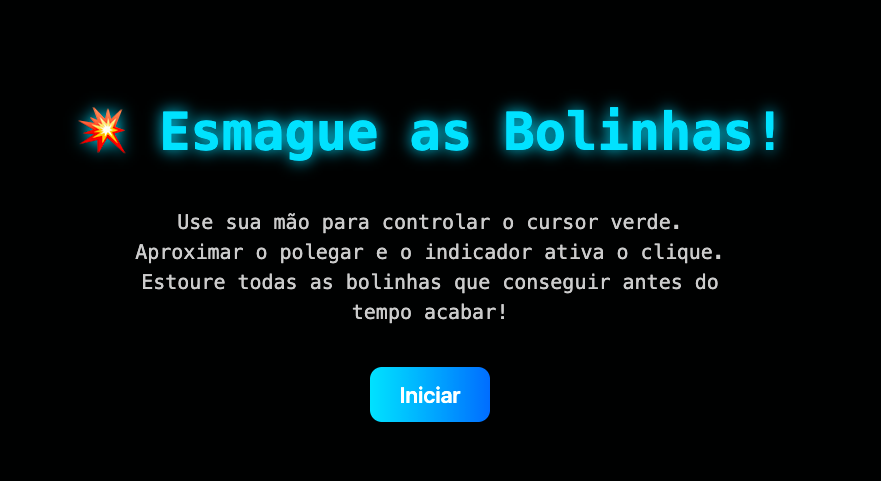 💥 Esmague as Bolinhas!
Use sua mão para controlar o cursor verde.
Aproximar o polegar e o indicador ativa o clique.
Estoure todas as bolinhas que conseguir antes do
tempo acabar!
Iniciar